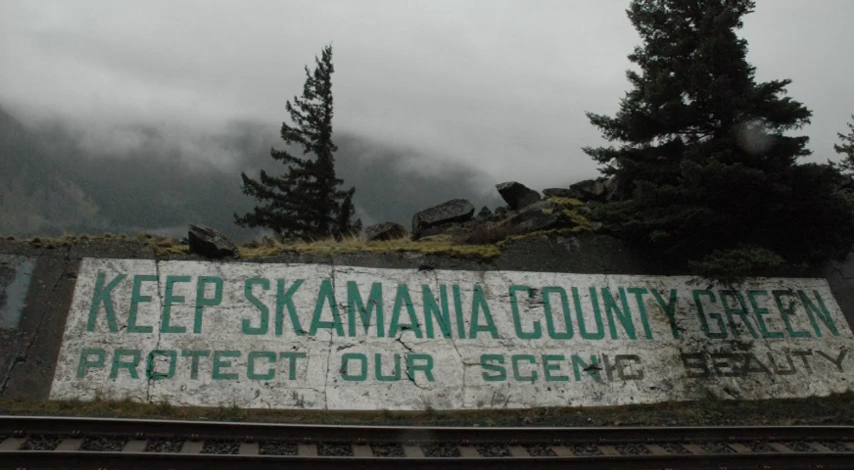 KEEP SKAMANIA COUNTY GREEN
PROTECT OUR SCENIC BEAUTY